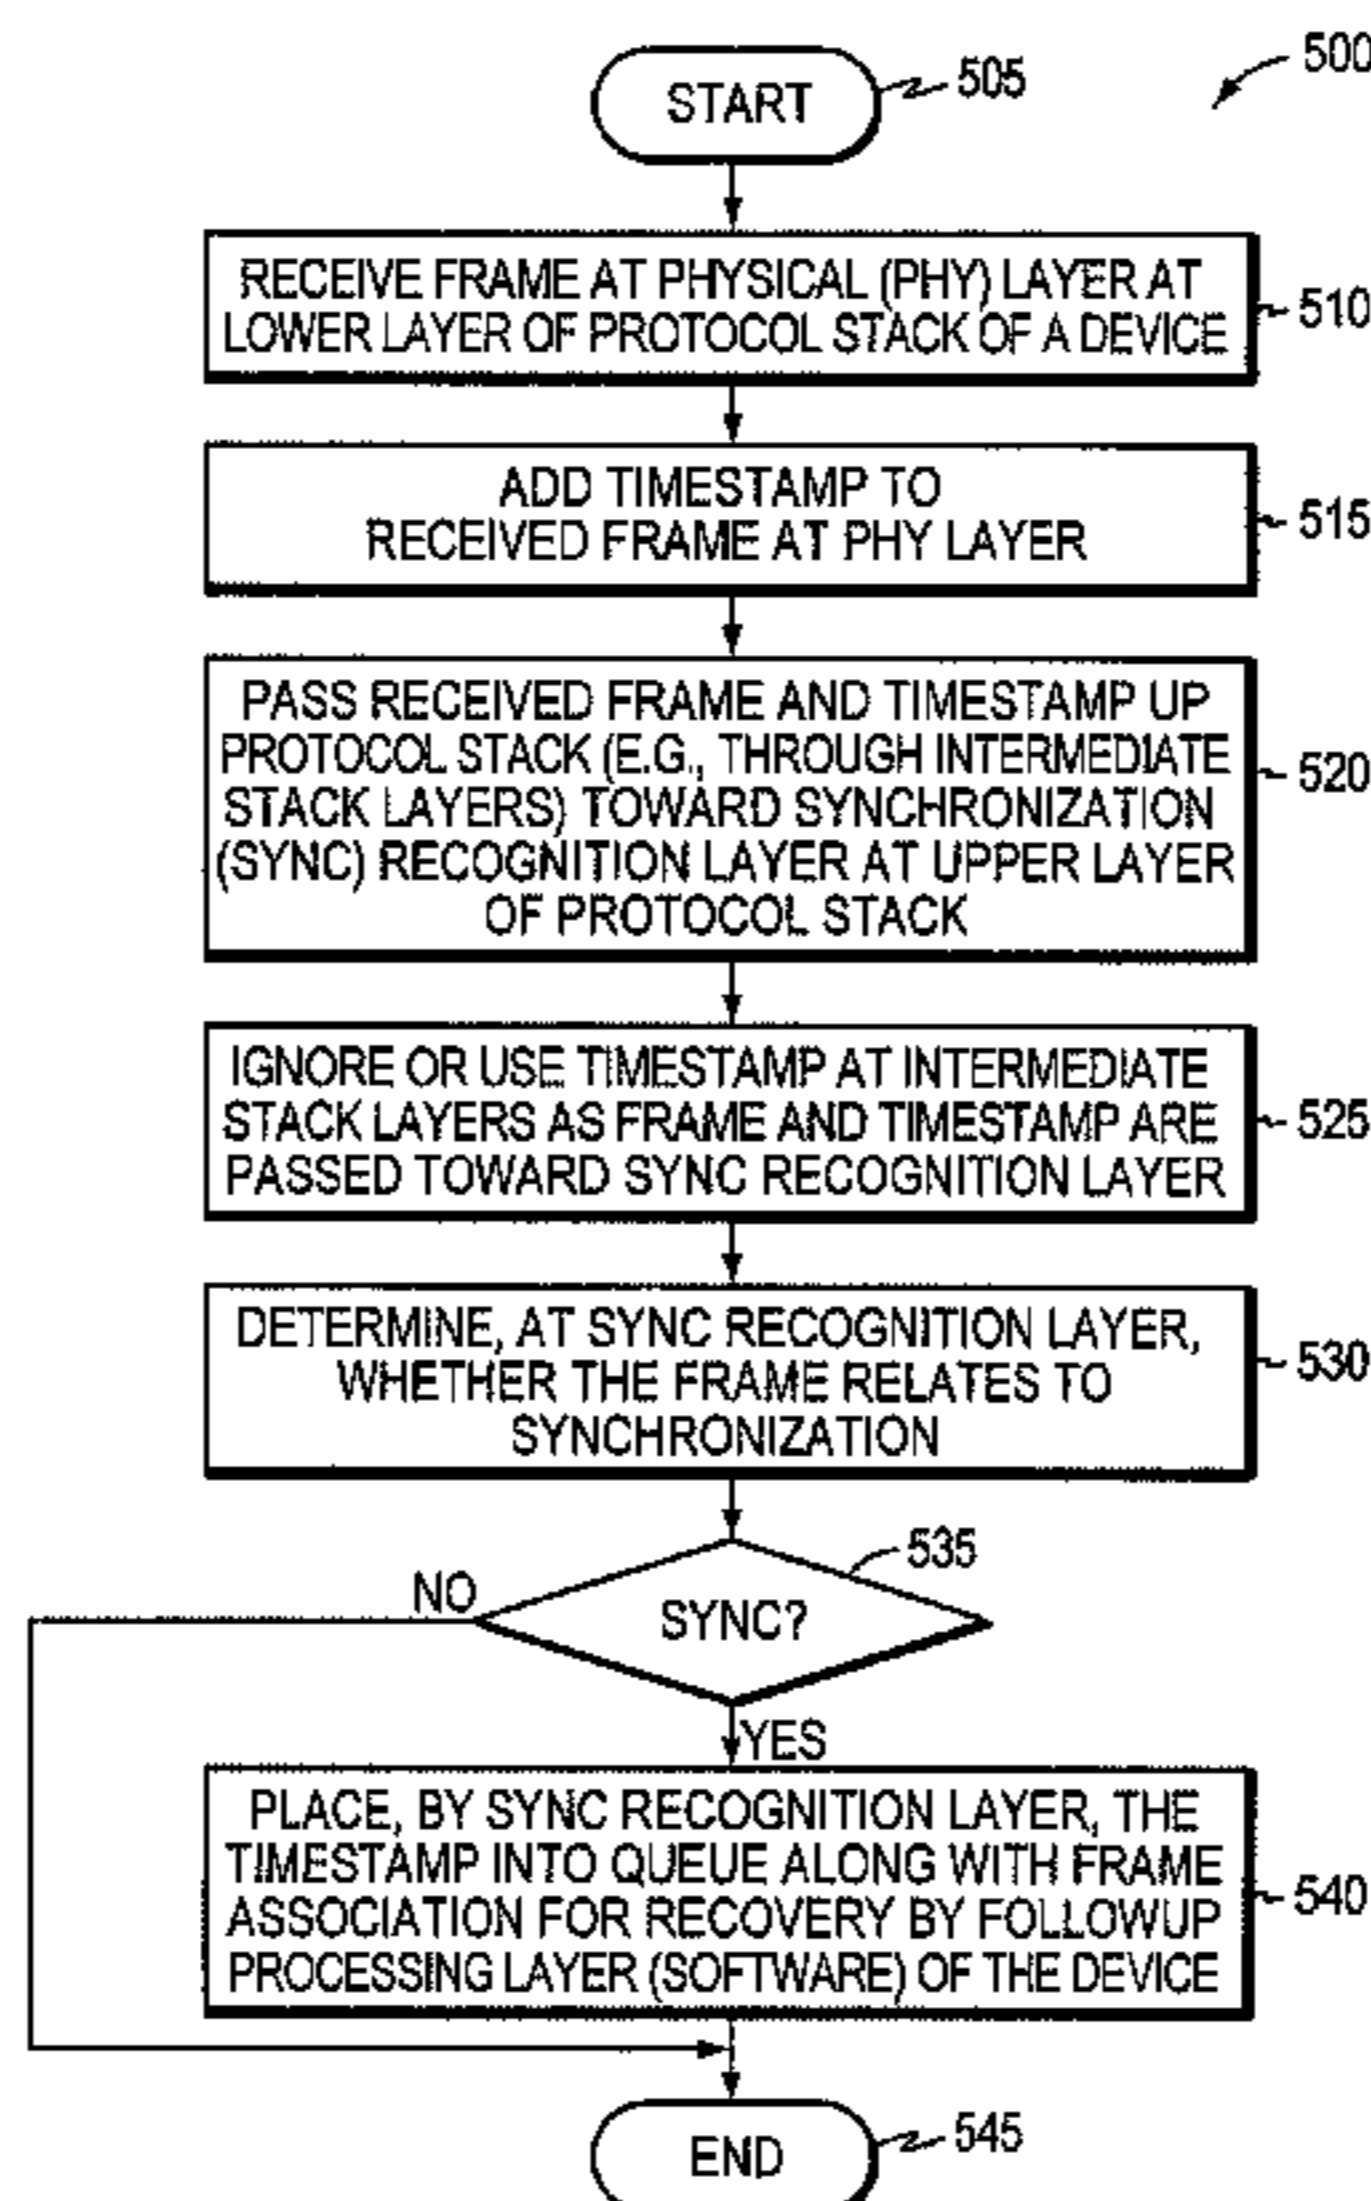 500
START
505
RECEIVE FRAME AT PHYSICAL (PHY) LAYER AT
LOWER LAYER OF PROTOCOL STACK OF A DEVICE
510
ADD TIMESTAMP TO
RECEIVED FRAME AT PHY LAYER
515
PASS RECEIVED FRAME AND TIMESTAMP UP
PROTOCOL STACK (E.G., THROUGH INTERMEDIATE
STACK LAYERS) TOWARD SYNCHRONIZATION
(SYNC) RECOGNITION LAYER AT UPPER LAYER
OF PROTOCOL STACK
520
IGNORE OR USE TIMESTAMP AT INTERMEDIATE
STACK LAYERS AS FRAME AND TIMESTAMP ARE
PASSED TOWARD SYNC RECOGNITION LAYER
525
DETERMINE, AT SYNC RECOGNITION LAYER,
WHETHER THE FRAME RELATES TO
SYNCHRONIZATION
530
535
NO
SYNC?
YES
PLACE, BY SYNC RECOGNITION LAYER, THE
TIMESTAMP INTO QUEUE ALONG WITH FRAME
ASSOCIATION FOR RECOVERY BY FOLLOWUP
PROCESSING LAYER (SOFTWARE) OF THE DEVICE
540
END
545